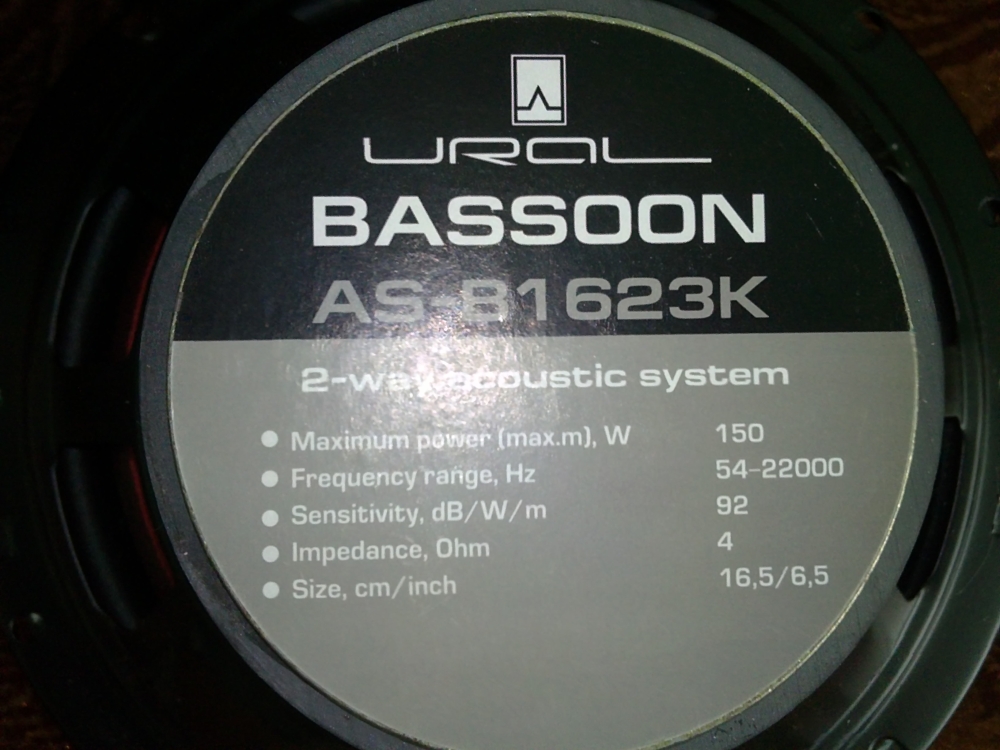 URAL
BASSOON
AS-B1623K
2-way acoustic system
Maximum power (max.m), W 150
Frequency range, Hz 54-22000
Sensitivity, dB/W/m 92
Impedance, Ohm 4
Size, cm/inch 16,5/6,5